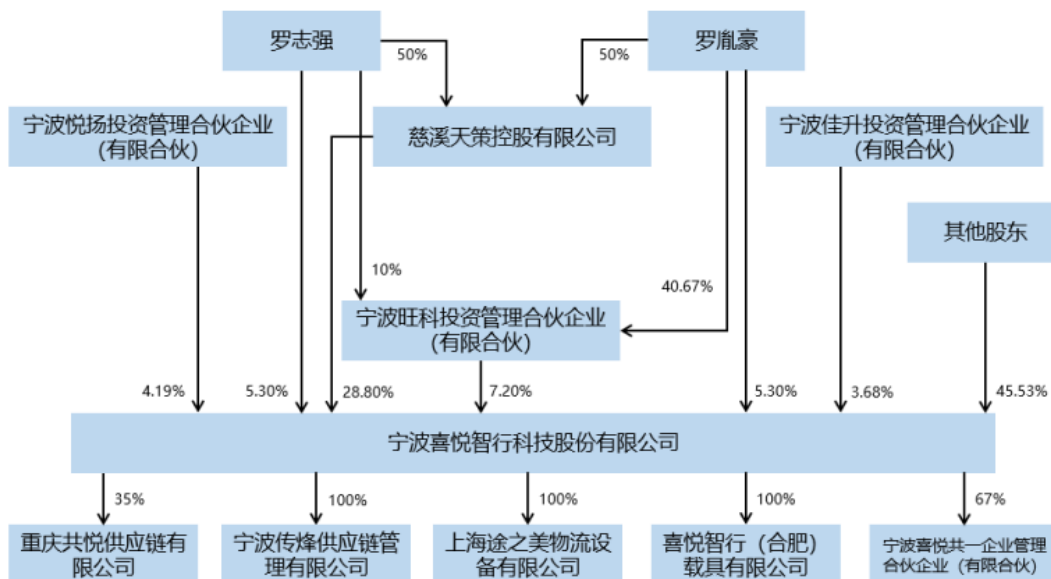 罗志强
罗胤豪
50%
50%
宁波悦扬投资管理合伙企业
(有限合伙)
慈溪天策控股有限公司
宁波佳升投资管理合伙企业
(有限合伙)
其他股东
10%
40.67%
宁波旺科投资管理合伙企业
(有限合伙)
4.19%
5.30%
28.80%
7.20%
5.30%
3.68%
45.53%
宁波喜悦智行科技股份有限公司
35%
100%
100%
100%
67%
重庆共悦供应链有
限公司
宁波传烽供应链管
理有限公司
上海途之美物流设
备有限公司
喜悦智行（合肥）
载具有限公司
宁波喜悦共一企业管理
合伙企业（有限合伙）